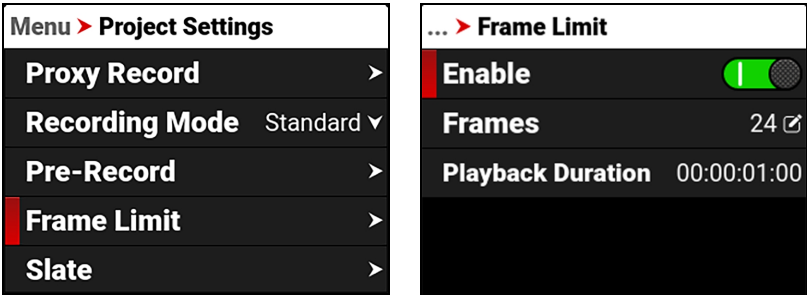 Menu ➤ Project Settings
Proxy Record
Recording Mode Standard
Pre-Record
Frame Limit
Slate
... ➤ Frame Limit
Enable
Frames 24
Playback Duration 00:00:01:00